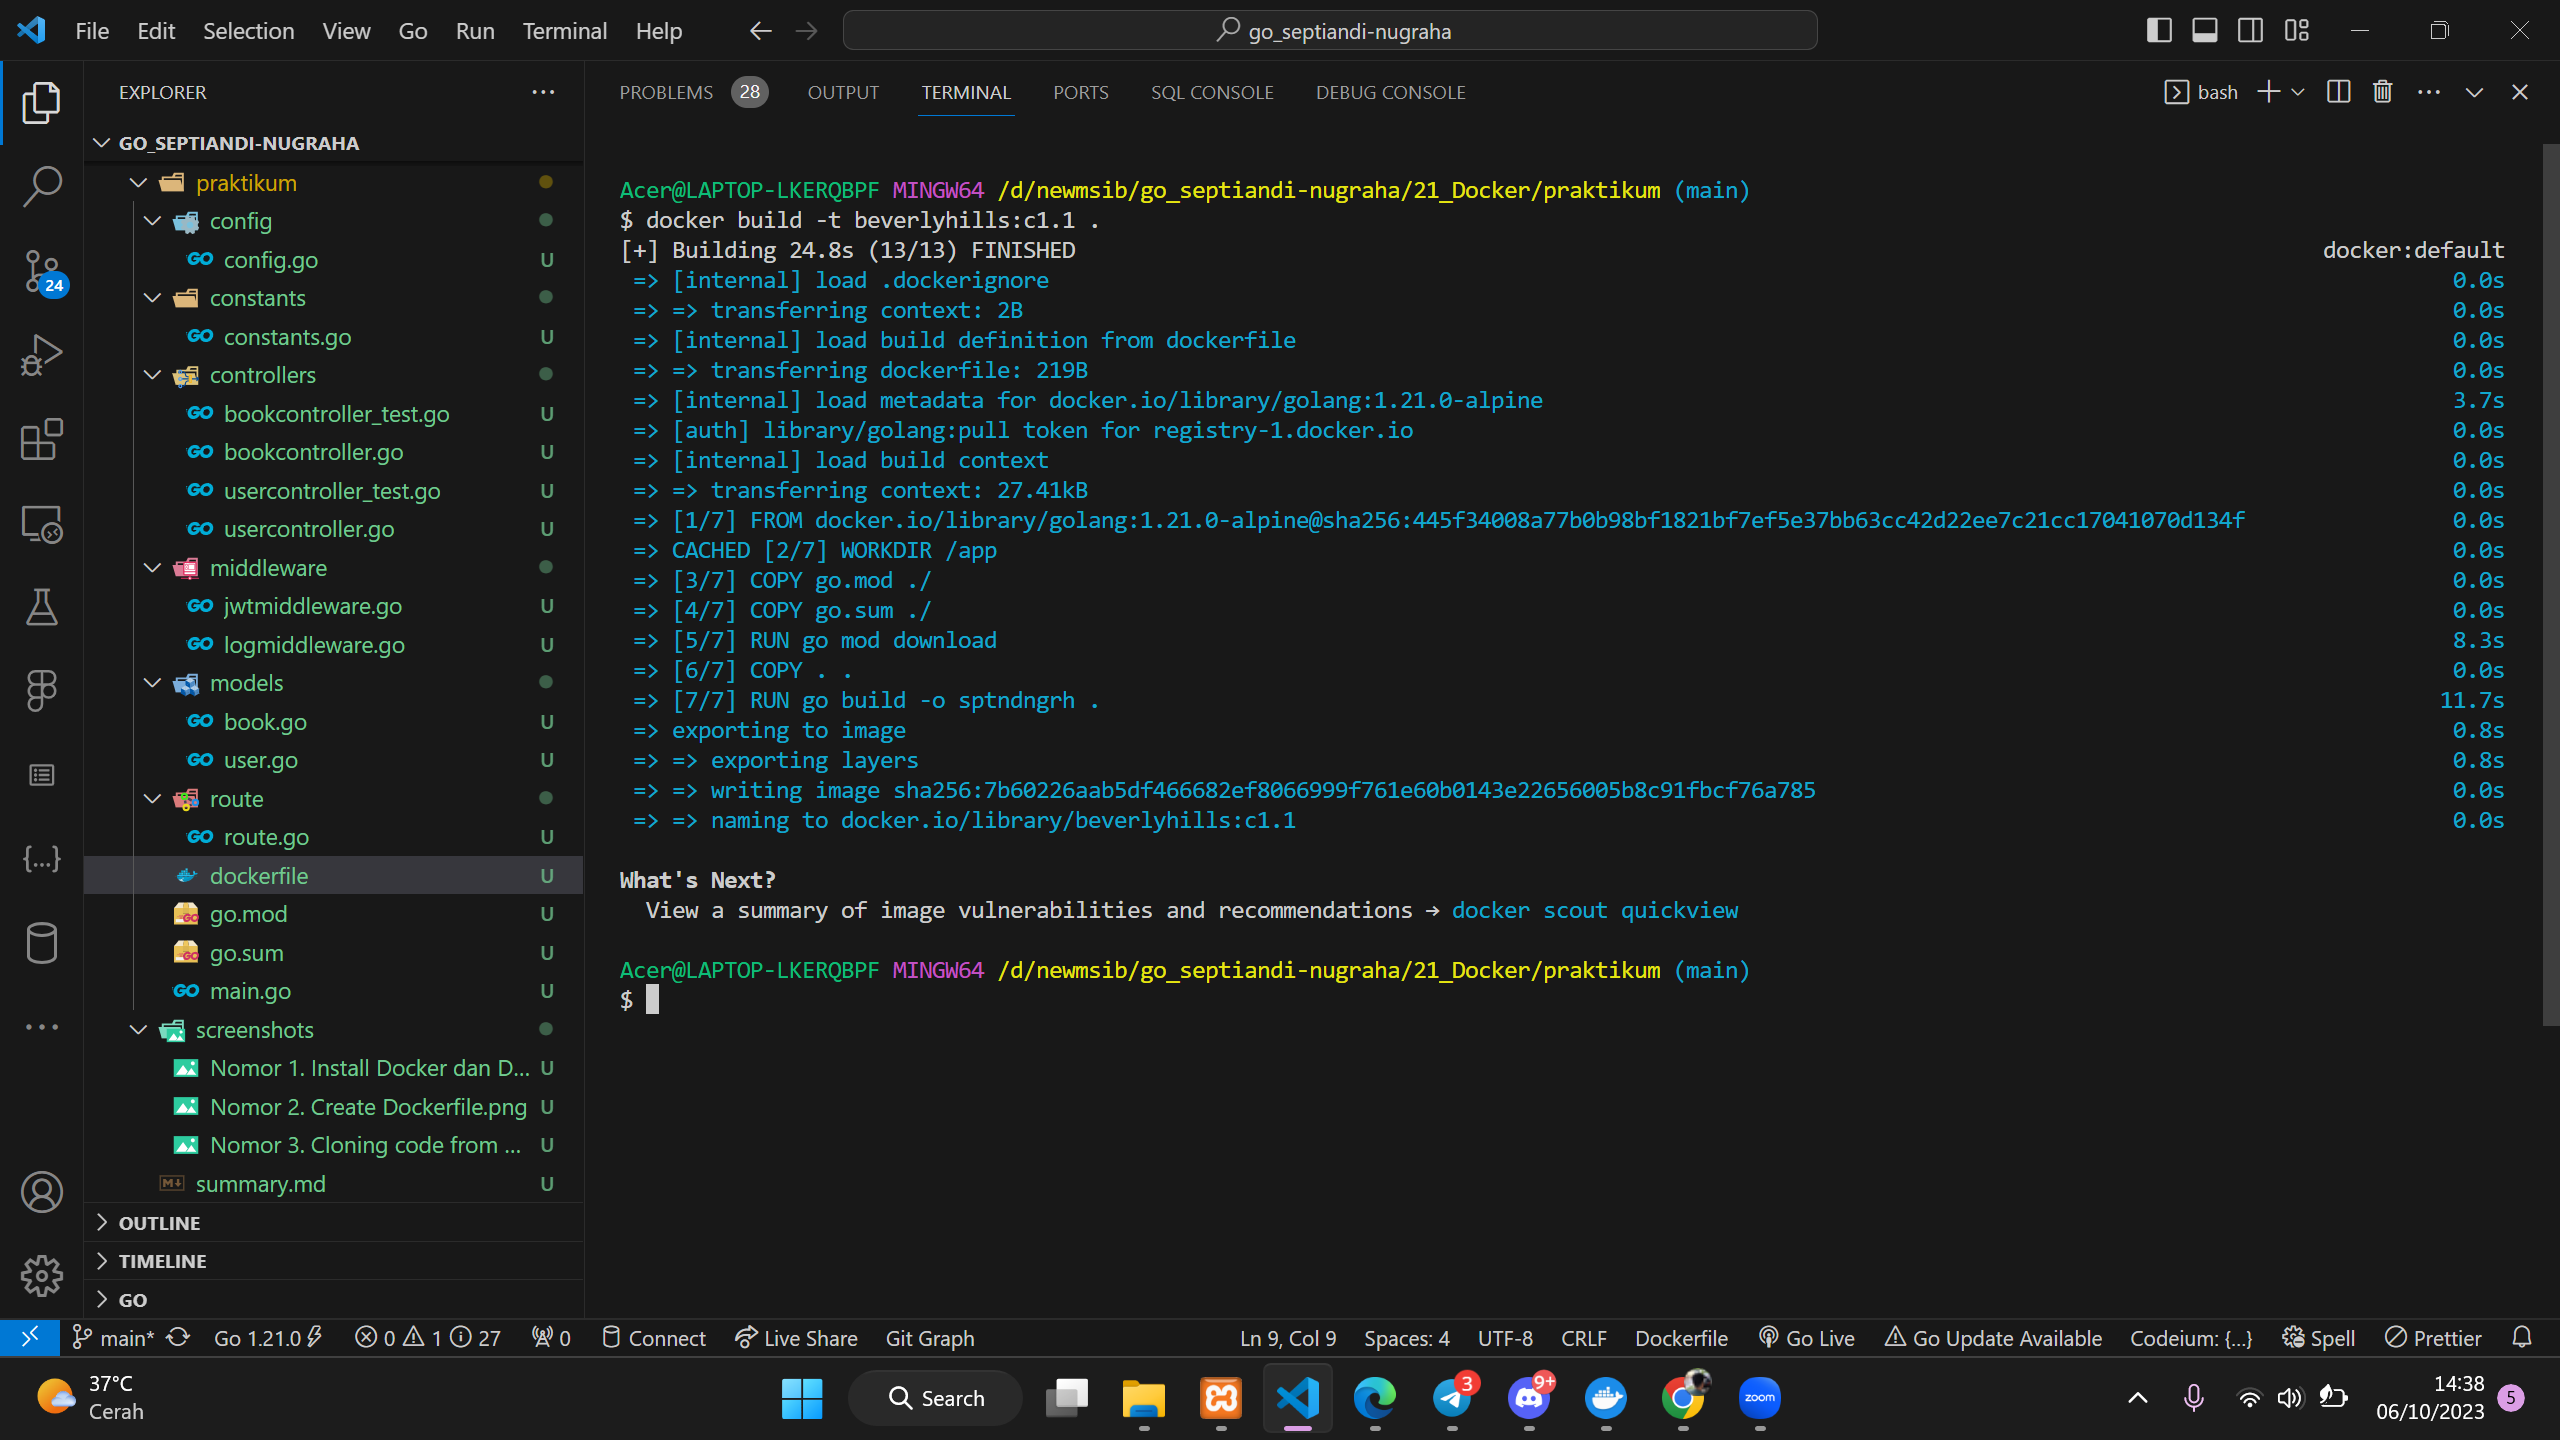 File Edit Selection View Go Run Terminal Help
go_septiandi-nugraha
EXPLORER
GO_SEPTIANDI-NUGRAHA
praktikum
config
config.go U
constants
constants.go U
controllers
bookcontroller_test.go U
bookcontroller.go U
usercontroller_test.go U
usercontroller.go U
middleware
jwtmiddleware.go U
logmiddleware.go U
models
book.go U
user.go U
route
route.go U
dockerfile U
go.mod U
go.sum U
main.go U
screenshots
Nomor 1. Install Docker dan D... U
Nomor 2. Create Dockerfile.png U
Nomor 3. Cloning code from ... U
summary.md U
OUTLINE
TIMELINE
GO
24
PROBLEMS 28 OUTPUT TERMINAL PORTS SQL CONSOLE DEBUG CONSOLE
bash
Acer@LAPTOP-LKERQBPF MINGW64 /d/newmsib/go_septiandi-nugraha/21_Docker/praktikum (main)
$ docker build -t beverlyhills:c1.1 .
[+] Building 24.8s (13/13) FINISHED docker:default
=> [internal] load .dockerignore 0.0s
=> => transferring context: 2B 0.0s
=> [internal] load build definition from dockerfile 0.0s
=> => transferring dockerfile: 219B 0.0s
=> [internal] load metadata for docker.io/library/golang:1.21.0-alpine 3.7s
=> [auth] library/golang:pull token for registry-1.docker.io 0.0s
=> [internal] load build context 0.0s
=> => transferring context: 27.41kB 0.0s
=> [1/7] FROM docker.io/library/golang:1.21.0-alpine@sha256:445f34008a77b0b98bf1821bf7ef5e37bb63cc42d22ee7c21cc17041070d134f 0.0s
=> CACHED [2/7] WORKDIR /app 0.0s
=> [3/7] COPY go.mod ./ 0.0s
=> [4/7] COPY go.sum ./ 0.0s
=> [5/7] RUN go mod download 8.3s
=> [6/7] COPY . . 0.0s
=> [7/7] RUN go build -o sptndngrh . 11.7s
=> exporting to image 0.8s
=> => exporting layers 0.8s
=> => writing image sha256:7b60226aab5df466682ef8066999f761e60b0143e22656005b8c91fbcf76a785 0.0s
=> => naming to docker.io/library/beverlyhills:c1.1 0.0s
What's Next?
View a summary of image vulnerabilities and recommendations → docker scout quickview
Acer@LAPTOP-LKERQBPF MINGW64 /d/newmsib/go_septiandi-nugraha/21_Docker/praktikum (main)
$
main* Go 1.21.0 0 1 27 0 Connect Live Share Git Graph Ln 9, Col 9 Spaces: 4 UTF-8 CRLF Dockerfile Go Live Go Update Available Codeium: {...} Spell Prettier
37°C
Cerah
Search
3
9+
zoom
14:38
06/10/2023
5